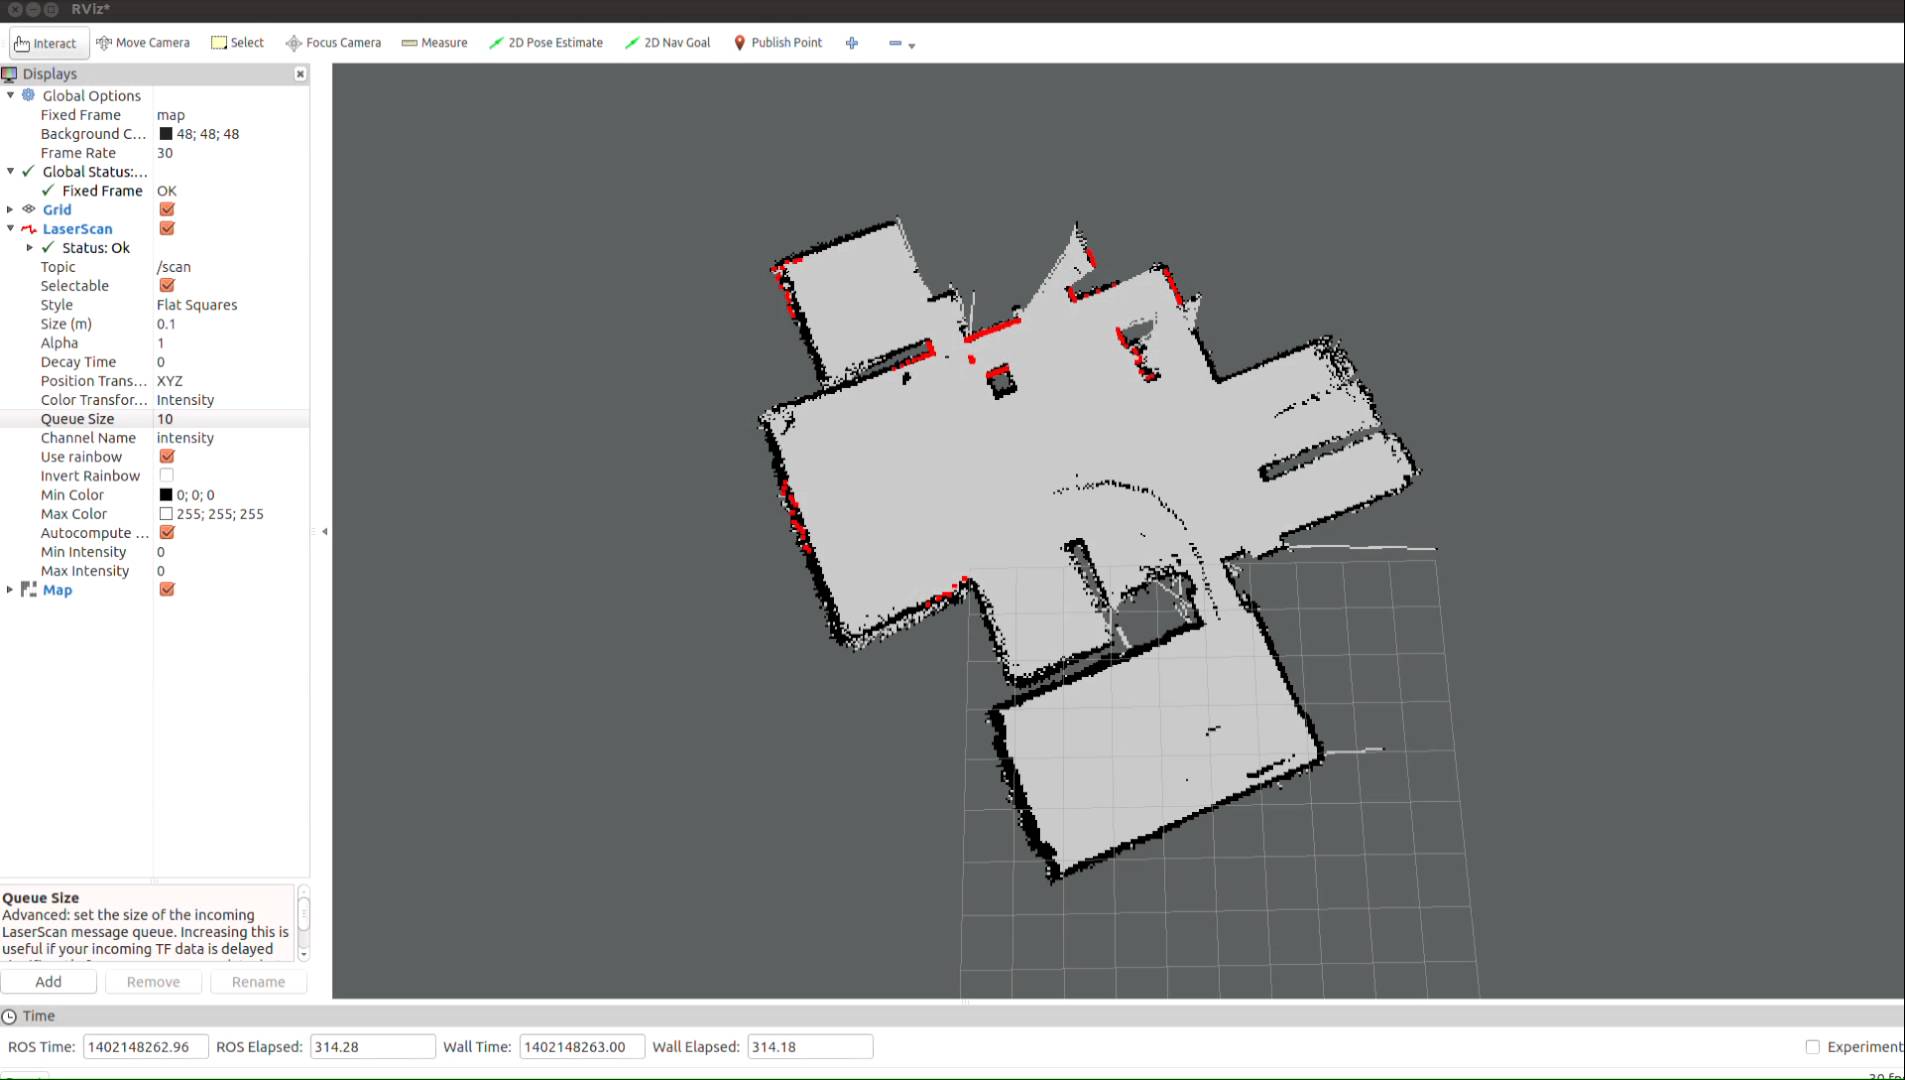 RViz*
Interact Move Camera Select Focus Camera Measure 2D Pose Estimate 2D Nav Goal Publish Point
Displays
Global Options
Fixed Frame map
Background C... 48; 48; 48
Frame Rate 30
Global Status:...
Fixed Frame OK
Grid
LaserScan
Status: Ok
Topic /scan
Selectable
Style Flat Squares
Size (m) 0.1
Alpha 1
Decay Time 0
Position Trans... XYZ
Color Transfor... Intensity
Queue Size 10
Channel Name intensity
Use rainbow
Invert Rainbow
Min Color 0; 0; 0
Max Color 255; 255; 255
Autocompute ...
Min Intensity 0
Max Intensity 0
Map
Queue Size
Advanced: set the size of the incoming
LaserScan message queue. Increasing this is
useful if your incoming TF data is delayed
Add Remove Rename
Time
ROS Time: 1402148262.96 ROS Elapsed: 314.28 Wall Time: 1402148263.00 Wall Elapsed: 314.18 Experiment